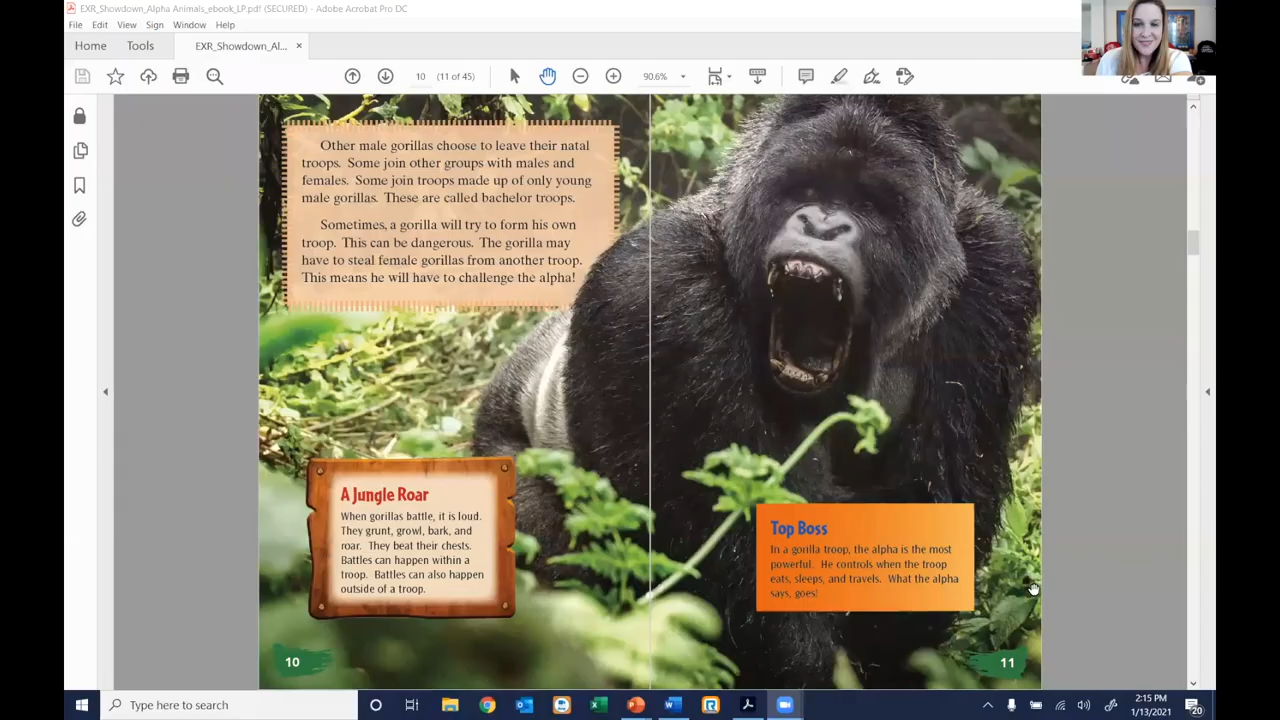 EXR_Showdown_Alpha Animals_ebook_LP.pdf (SECURED) - Adobe Acrobat Pro DC
File Edit View Sign Window Help
Home Tools EXR_Showdown_Al... ×
10 (11 of 45) 90.6%
Other male gorillas choose to leave their natal
troops. Some join other groups with males and
females. Some join troops made up of only young
male gorillas. These are called bachelor troops.
Sometimes, a gorilla will try to form his own
troop. This can be dangerous. The gorilla may
have to steal female gorillas from another troop.
This means he will have to challenge the alpha!
A Jungle Roar
When gorillas battle, it is loud.
They grunt, growl, bark, and
roar. They beat their chests.
Battles can happen within a
troop. Battles can also happen
outside of a troop.
Top Boss
In a gorilla troop, the alpha is the most
powerful. He controls when the troop
eats, sleeps, and travels. What the alpha
says, goes!
10
11
Type here to search
2:15 PM
1/13/2021
20